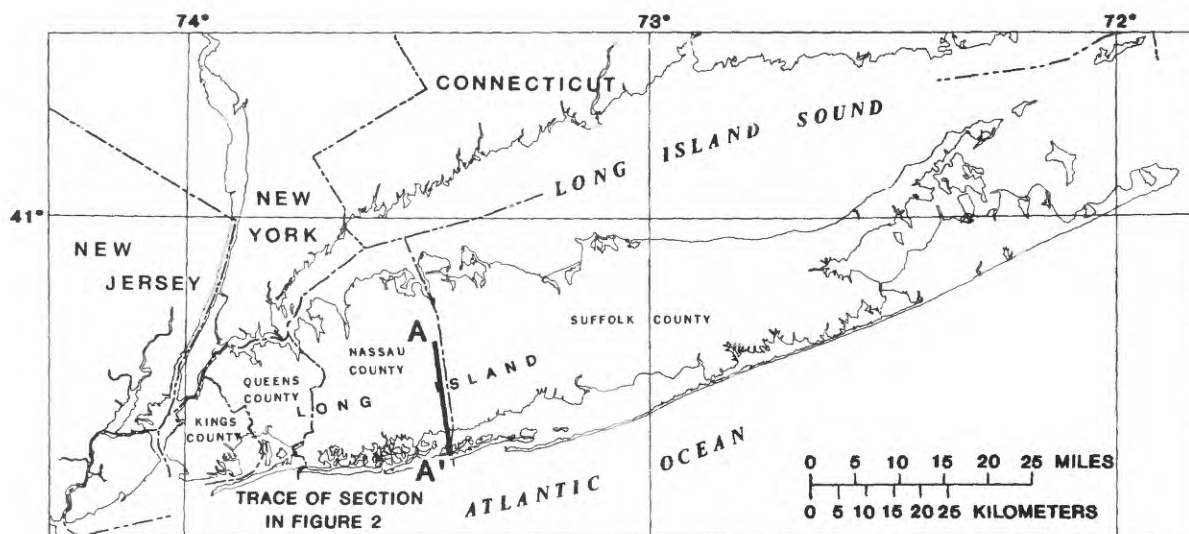 74° 73° 72°
CONNECTICUT
LONG ISLAND SOUND
NEW
YORK
41°
NEW
JERSEY
SUFFOLK COUNTY
A
NASSAU
COUNTY
ISLAND
QUEENS
COUNTY
LONG
KINGS
COUNTY
A'
ATLANTIC OCEAN
TRACE OF SECTION
IN FIGURE 2
0 5 10 15 20 25 MILES
0 5 10 15 20 25 KILOMETERS